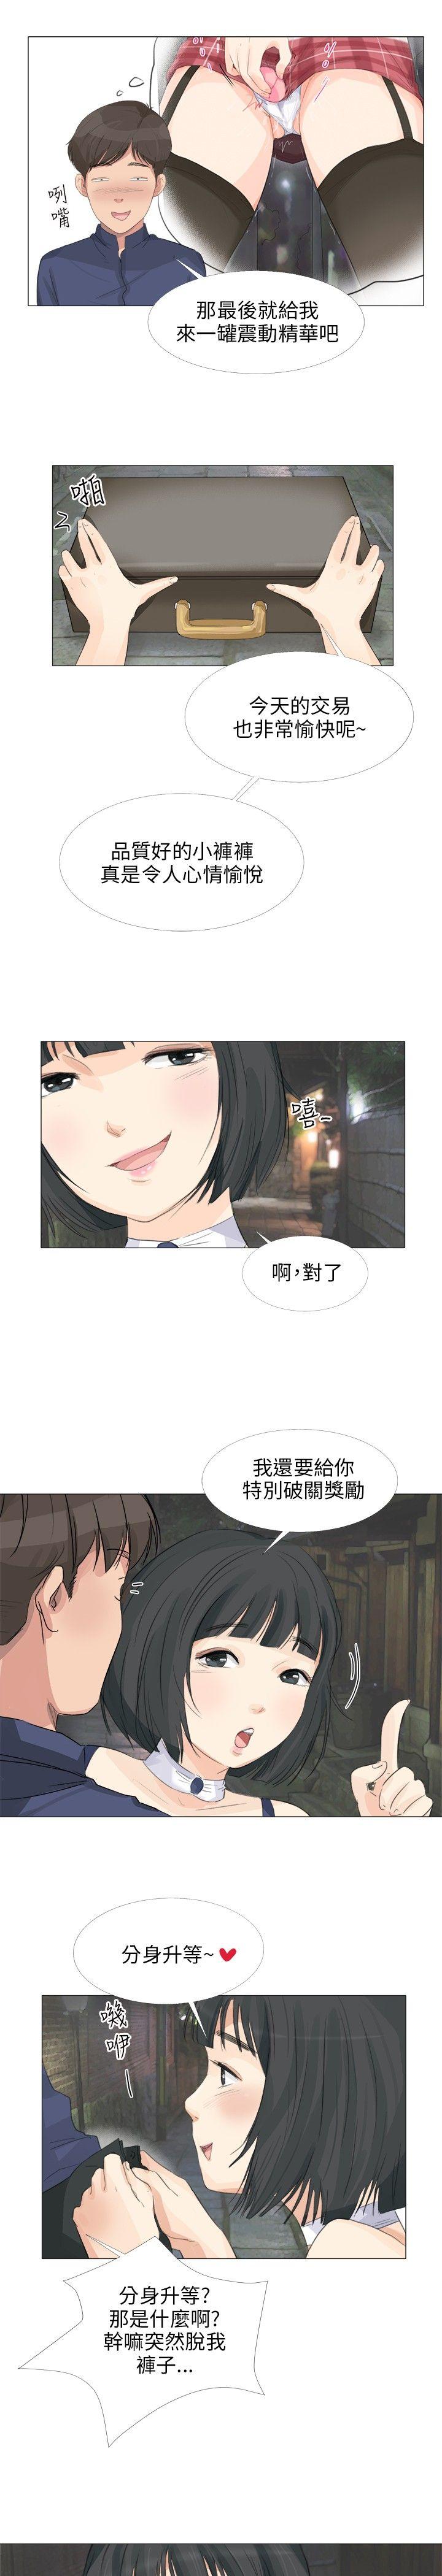 咧
嘴
那最後就給我
來一罐震動精華吧
啪
今天的交易
也非常愉快呢~
品質好的小褲褲
真是令人心情愉悅
嘻~
啊,對了
我還要給你
特別破關獎勵
分身升等~
嘰
咿
分身升等?
那是什麼啊?
幹嘛突然脫我
褲子...